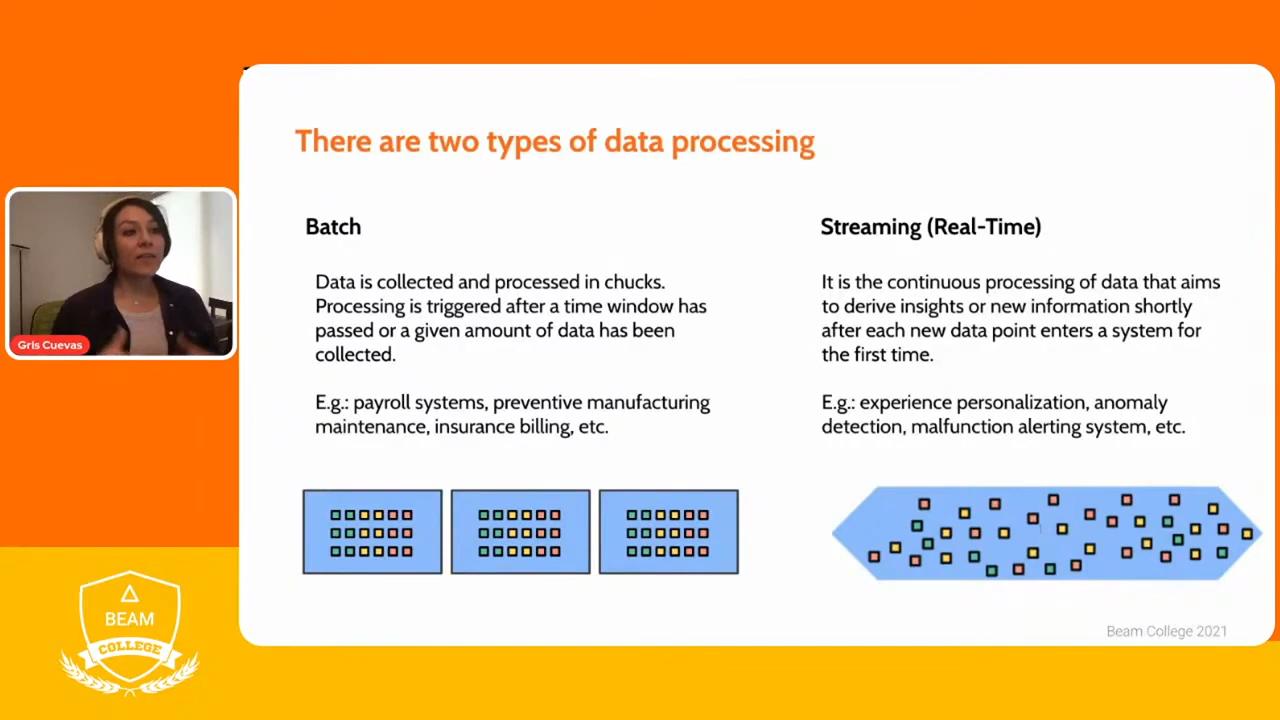 There are two types of data processing
Batch
Data is collected and processed in chucks.
Processing is triggered after a time window has
passed or a given amount of data has been
collected.
E.g.: payroll systems, preventive manufacturing
maintenance, insurance billing, etc.
Streaming (Real-Time)
It is the continuous processing of data that aims
to derive insights or new information shortly
after each new data point enters a system for
the first time.
E.g.: experience personalization, anomaly
detection, malfunction alerting system, etc.
Gris Cuevas
BEAM
COLLEGE
Beam College 2021